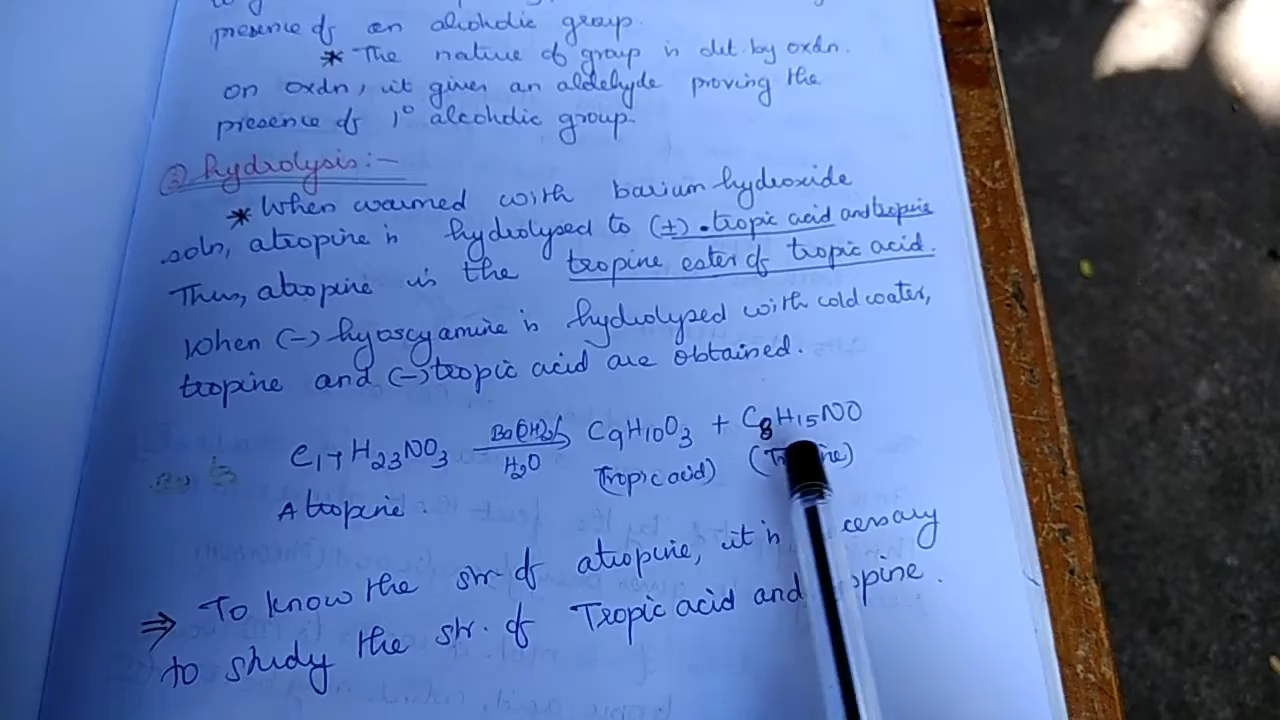 presence of an alcoholic group.
* The nature of group is det. by oxdn.
on oxdn, it gives an aldehyde proving the
presence of 1° alcoholic group.
② hydrolysis:-
* When warmed with barium hydroxide
soln, atropine is hydrolysed to (±).tropic acid and tropine
Thus, atropine is the tropine ester of tropic acid.
When (-) hyoscyamine is hydrolysed with cold water,
tropine and (-) tropic acid are obtained.
C17H23NO3 Ba(OH)2/H2O → C9H10O3 + C8H15NO
(Tropic acid) (Tr ine)
Atropine.
⇒ To know the str. of atropine, it is cessary
to study the str. of Tropic acid and opine.